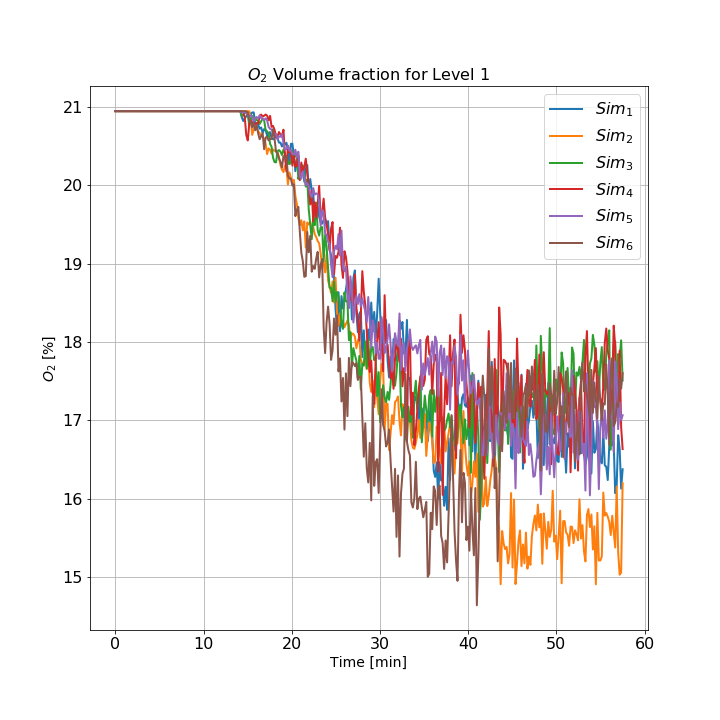 O₂ Volume fraction for Level 1
21
20
19
18
17
16
15
O₂ [%]
0 10 20 30 40 50 60
Time [min]
Sim₁
Sim₂
Sim₃
Sim₄
Sim₅
Sim₆